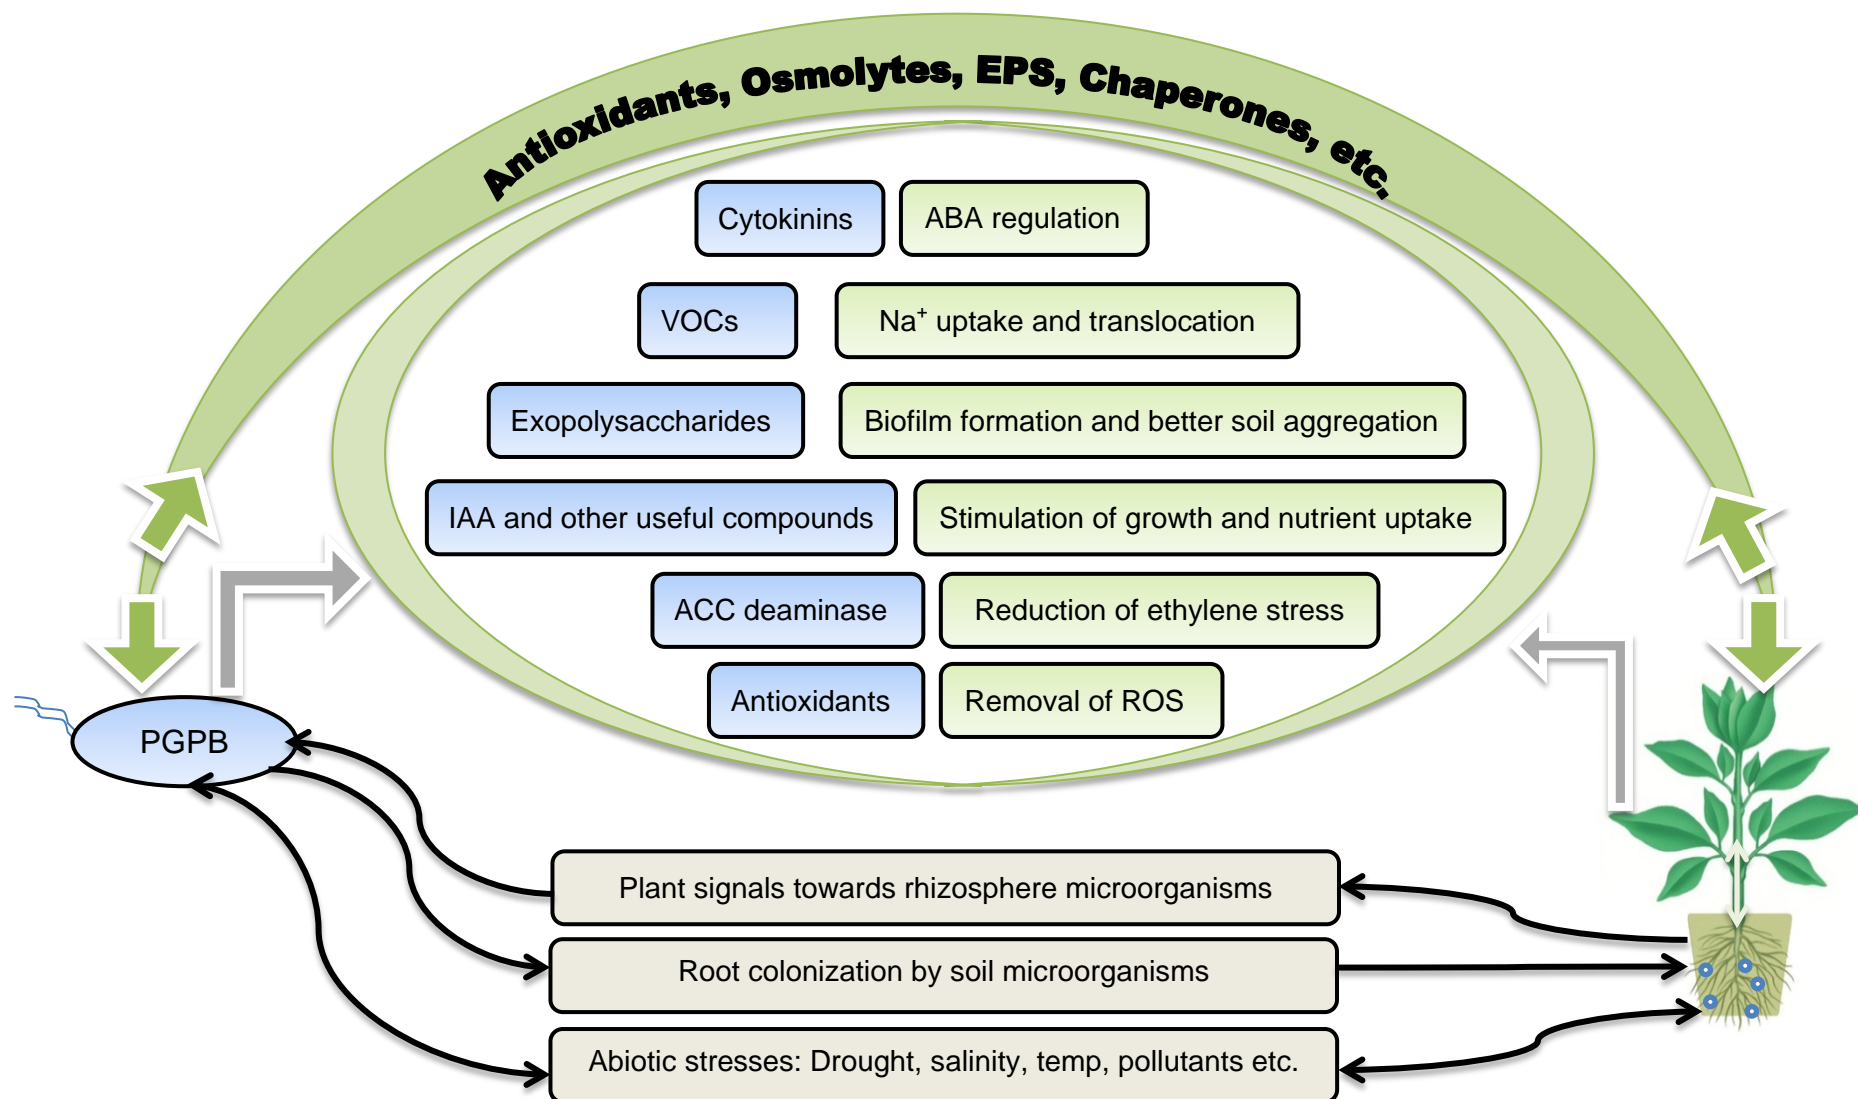 Antioxidants, Osmolytes, EPS, Chaperones, etc.
Cytokinins
ABA regulation
VOCs
Na⁺ uptake and translocation
Exopolysaccharides
Biofilm formation and better soil aggregation
IAA and other useful compounds
Stimulation of growth and nutrient uptake
ACC deaminase
Reduction of ethylene stress
Antioxidants
Removal of ROS
PGPB
Plant signals towards rhizosphere microorganisms
Root colonization by soil microorganisms
Abiotic stresses: Drought, salinity, temp, pollutants etc.